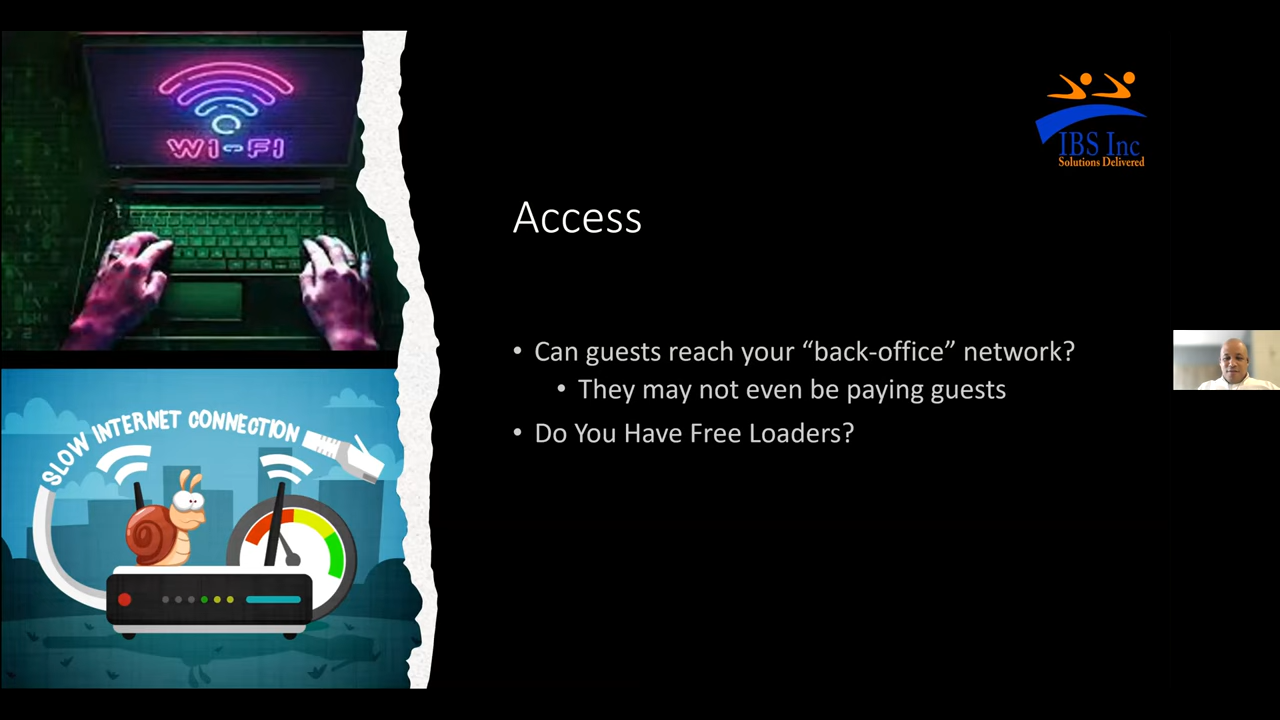 WI-FI
SLOW INTERNET CONNECTION
IBS Inc
Solutions Delivered
Access
• Can guests reach your “back-office” network?
• They may not even be paying guests
• Do You Have Free Loaders?